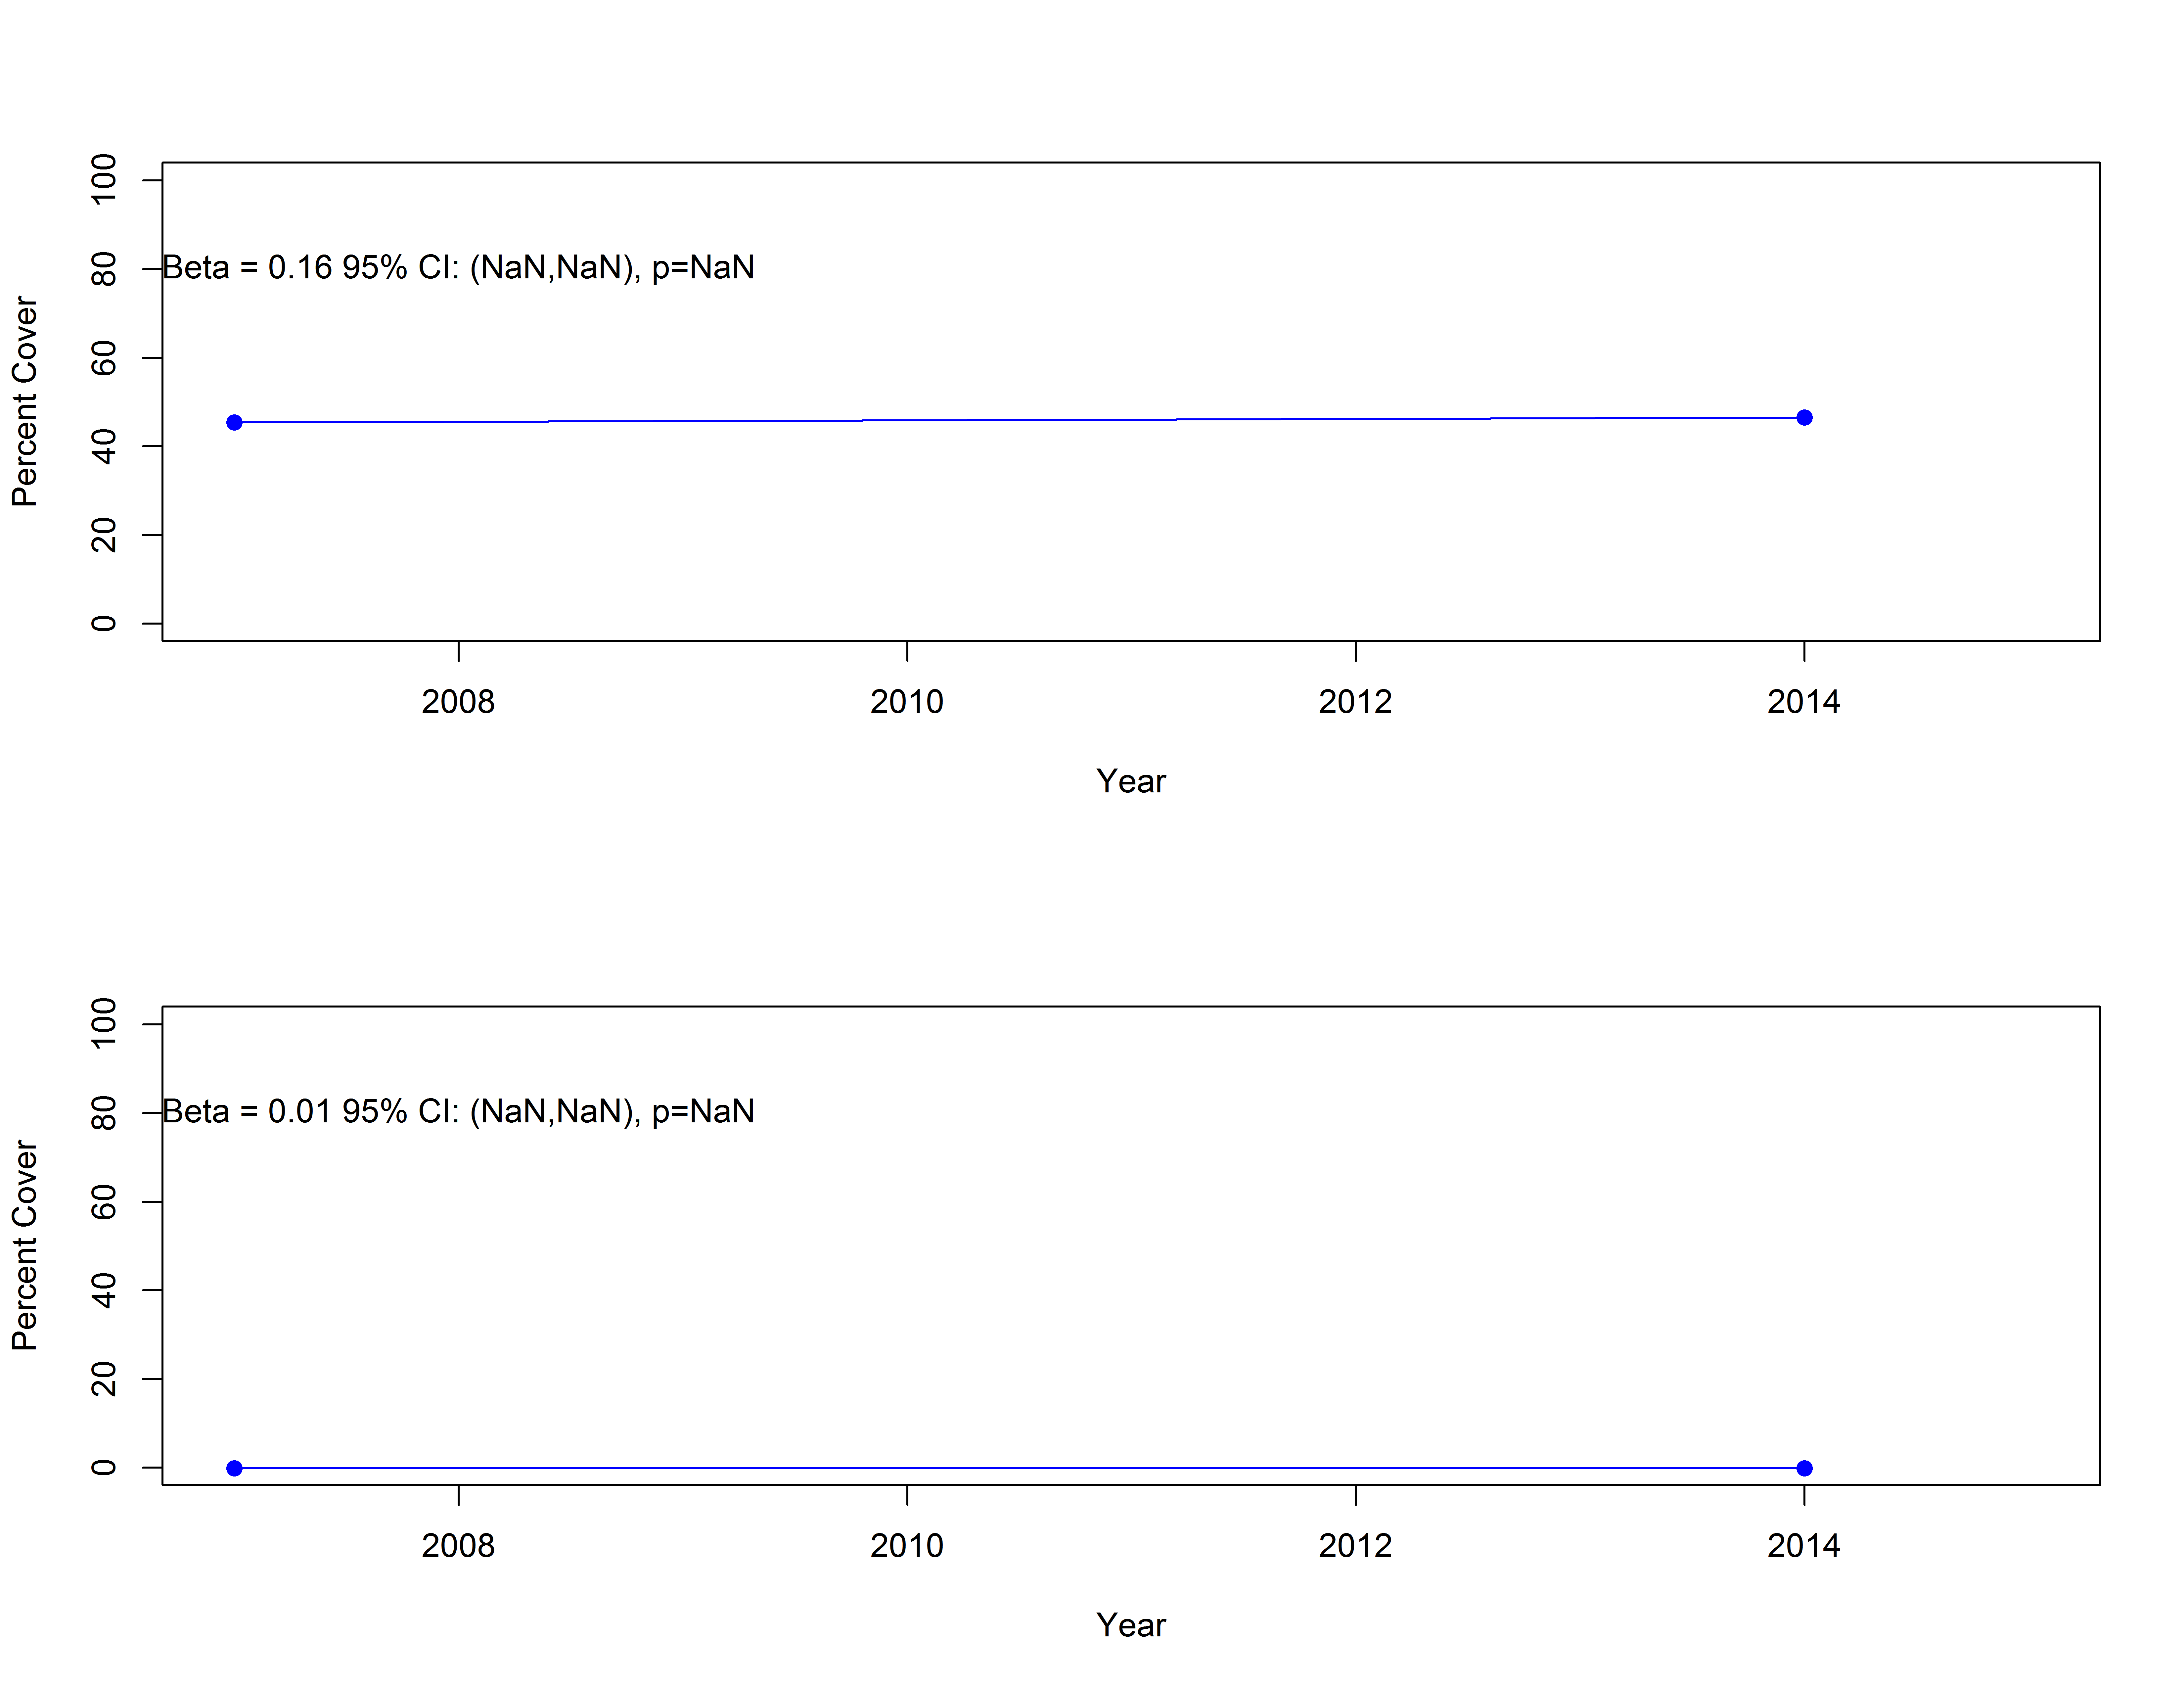 100
80
60
40
20
0
Percent Cover
Beta = 0.16 95% CI: (NaN,NaN), p=NaN
2008 2010 2012 2014
Year
100
80
60
40
20
0
Percent Cover
Beta = 0.01 95% CI: (NaN,NaN), p=NaN
2008 2010 2012 2014
Year